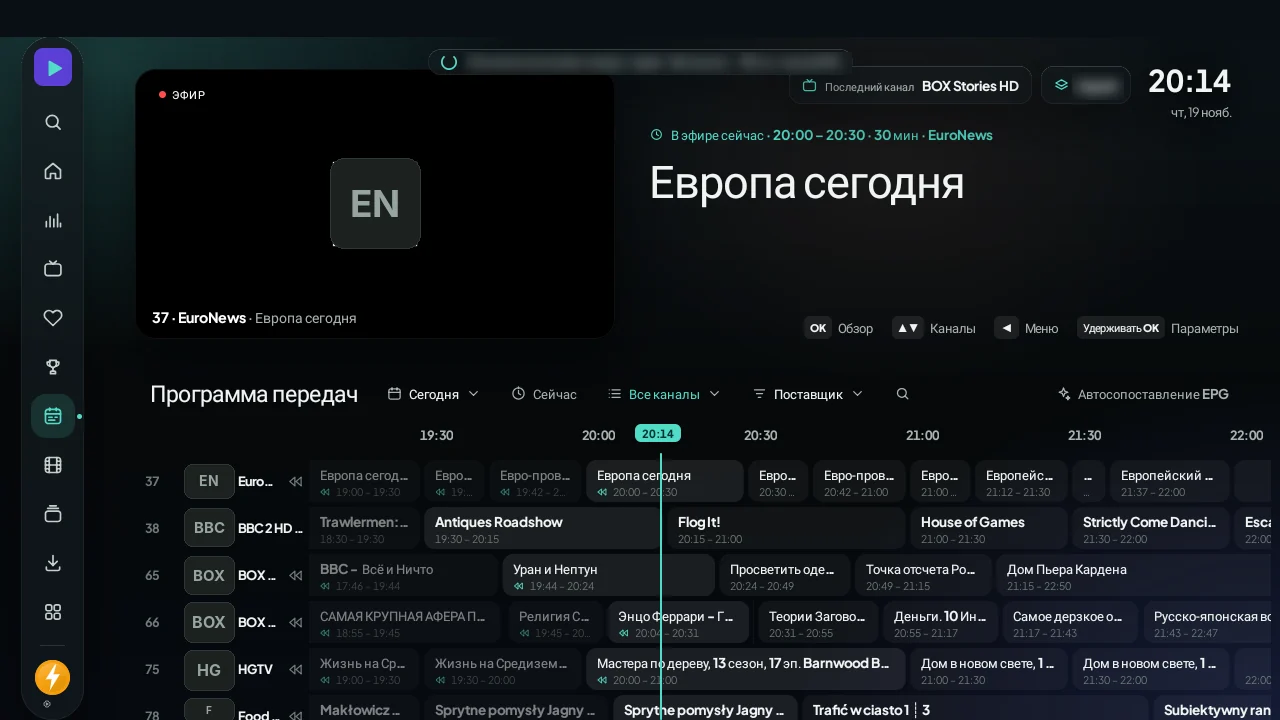 ЭФИР
EN
37 · EuroNews · Европа сегодня
Последний канал BOX Stories HD
20:14
чт, 19 нояб.
В эфире сейчас · 20:00 – 20:30 · 30 мин · EuroNews
Европа сегодня
OK Обзор ▲▼ Каналы ◀ Меню Удерживать OK Параметры
Программа передач Сегодня Сейчас Все каналы Поставщик Автосопоставление EPG
19:30 20:00 20:14 20:30 21:00 21:30 22:00
37 EN Euro... Европа сегод... Евро... Евро-пров... Европа сегодня Евро... Евро-пров... Евро... Европейс... ... Европейский ...
19:00 – 19:30 19:... 19:42 – 2... 20:00 – 20:30 20:30 ... 20:42 – 21:00 21:00 ... 21:12 – 21:30 ... 21:37 – 22:00
38 BBC BBC 2 HD ... Trawlermen: ... Antiques Roadshow Flog It! House of Games Strictly Come Danci...
18:30 – 19:30 19:30 – 20:15 20:15 – 21:00 21:00 – 21:30 21:30 – 22:00
65 BOX BOX ... BBC – Всё и Ничто Уран и Нептун Просветить оде... Точка отсчета Ро... Дом Пьера Кардена
17:46 – 19:44 19:44 – 20:24 20:24 – 20:49 20:49 – 21:15 21:15 – 22:50
66 BOX BOX ... САМАЯ КРУПНАЯ АФЕРА П... Религия С... Энцо Феррари – Г... Теории Загово... Деньги. 10 Ин... Самое дерзкое о... Русско-японская
18:55 – 19:45 19:45 – 20... 20:04 – 20:31 20:31 – 20:55 20:55 – 21:17 21:17 – 21:43 21:43 – 22:47
75 HG HGTV Жизнь на Ср... Жизнь на Средизем... Мастера по дереву, 13 сезон, 17 эп. Barnwood B... Дом в новом свете, 1 ... Дом в новом свете, 1 ...
19:00 – 19:30 19:30 – 20:00 20:00 – 21:00 21:00 – 21:30 21:30 – 22:00 22:00
78 F Food ... Makłowicz ... Sprytne pomysły Jagny ... Sprytne pomysły Jagny ... Trafić w ciasto 1 ┆ 3 Subiektywny